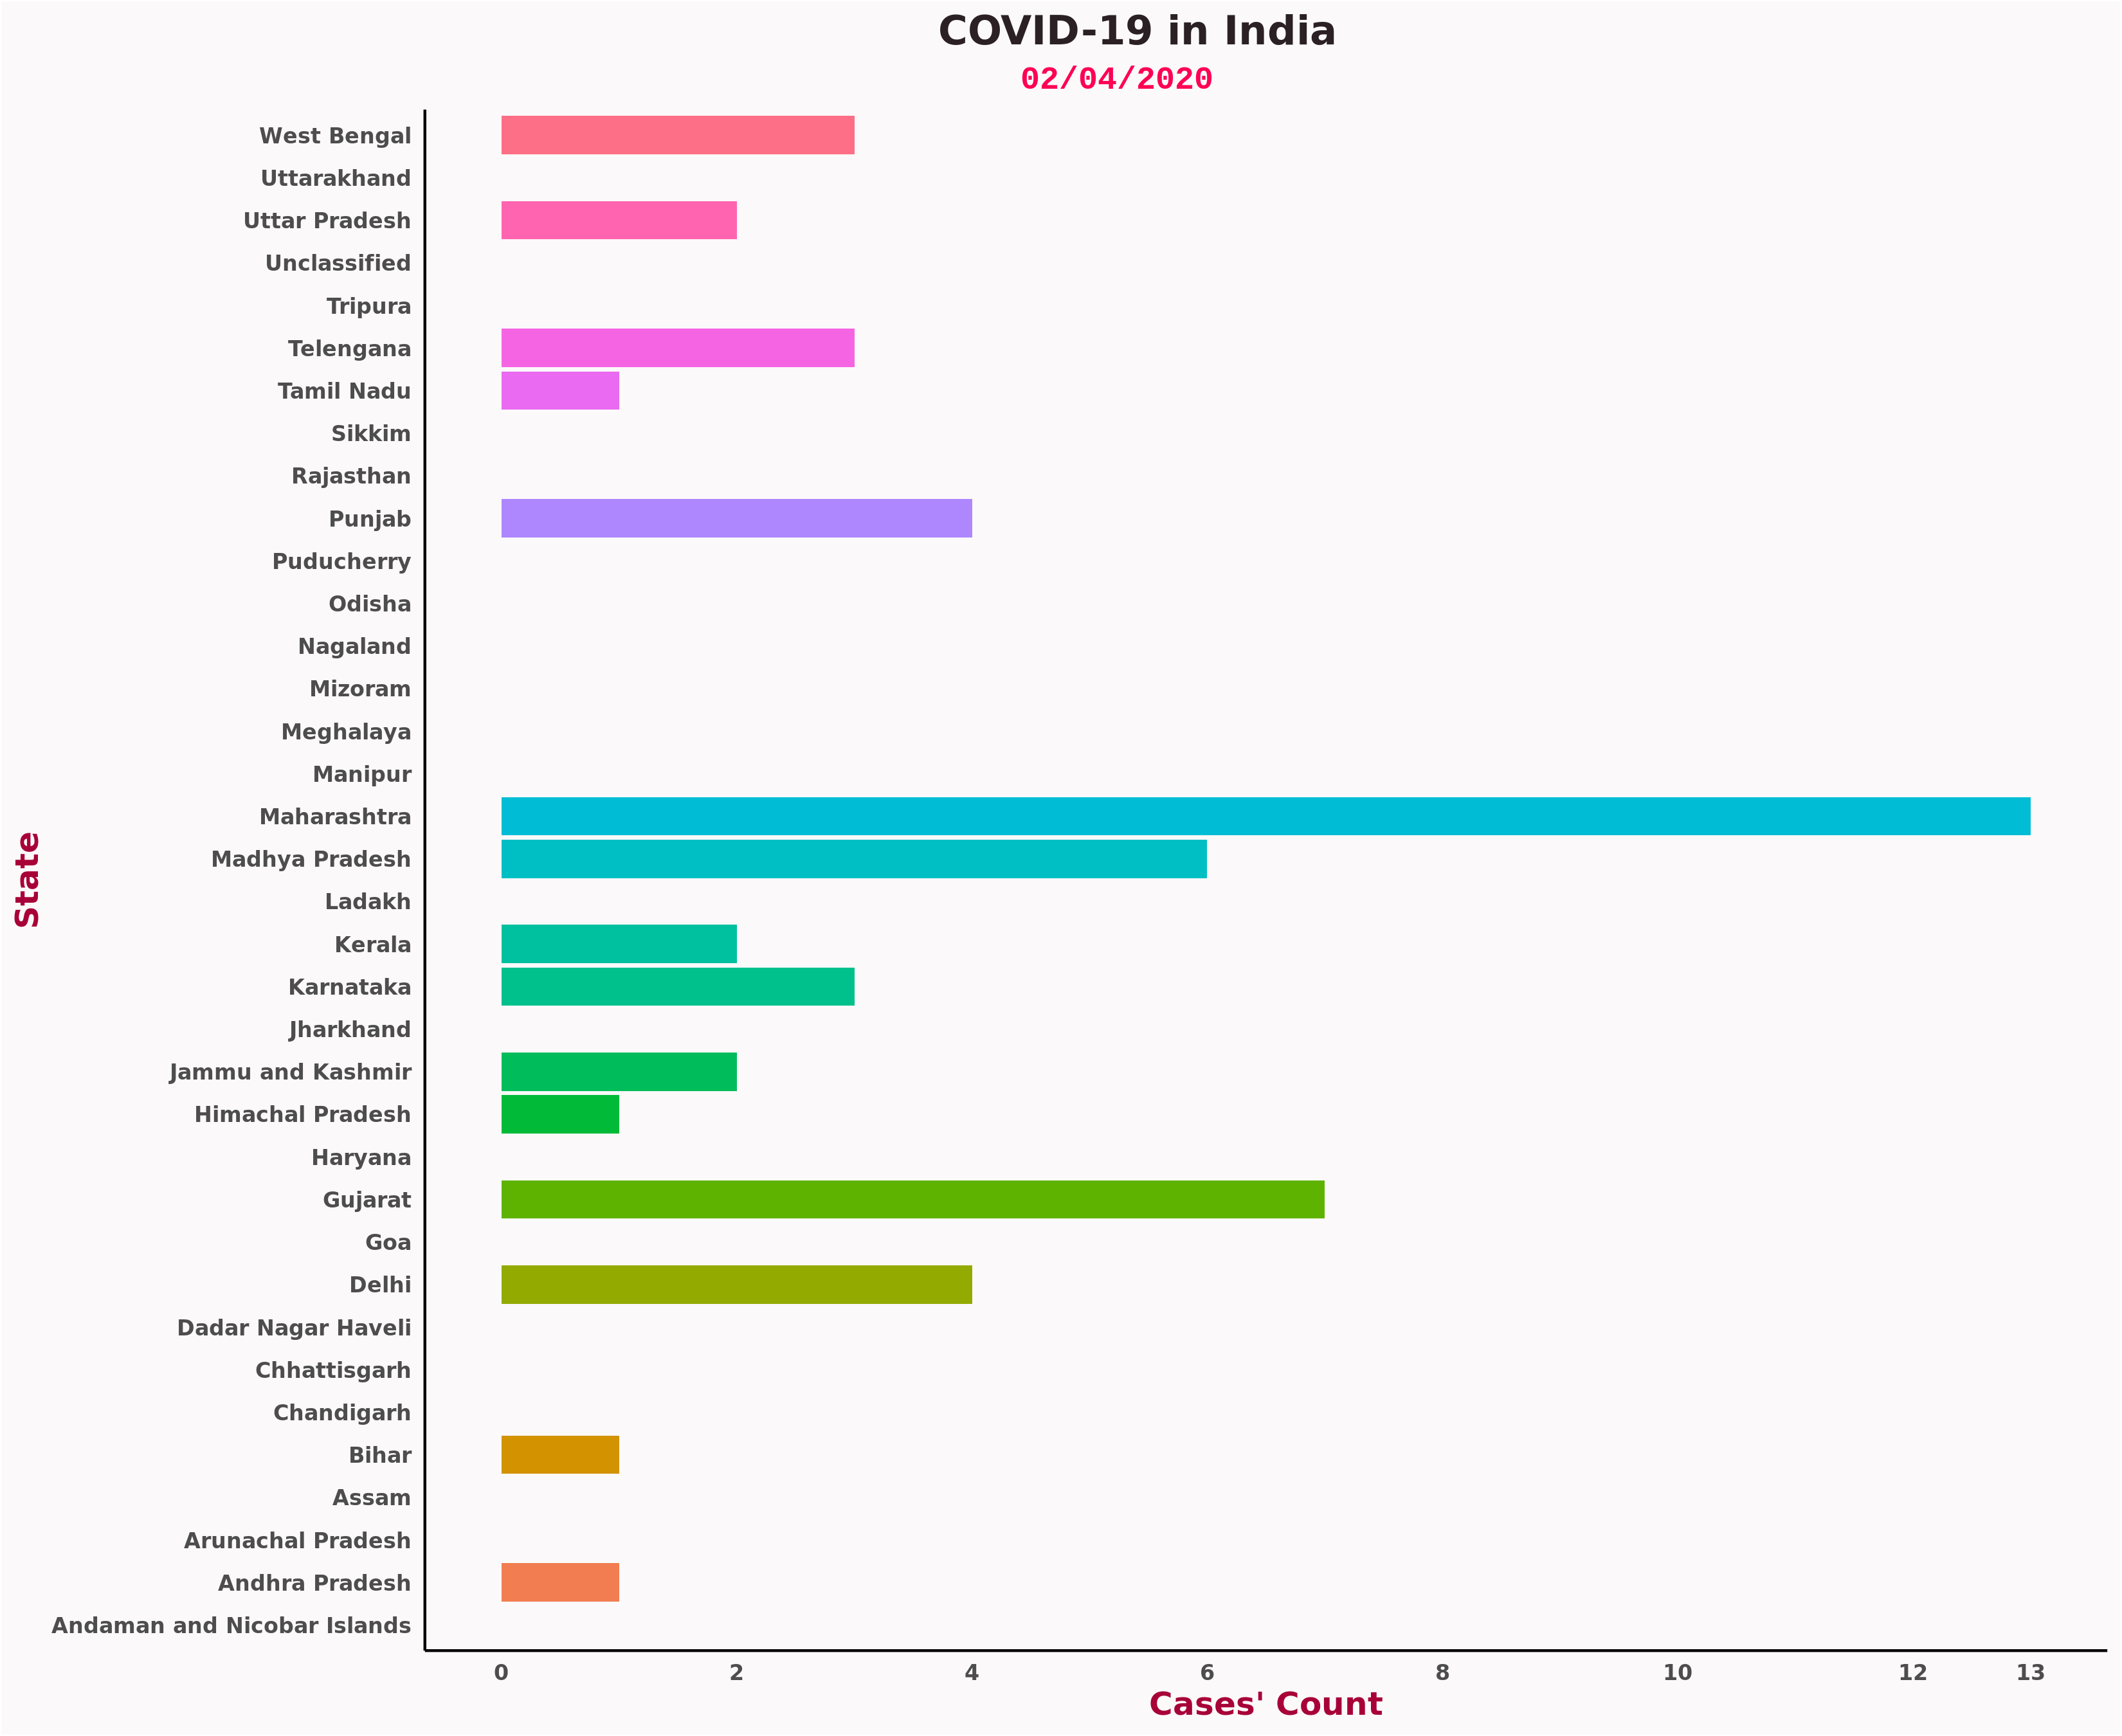 COVID-19 in India
02/04/2020
West Bengal
Uttarakhand
Uttar Pradesh
Unclassified
Tripura
Telengana
Tamil Nadu
Sikkim
Rajasthan
Punjab
Puducherry
Odisha
Nagaland
Mizoram
Meghalaya
Manipur
Maharashtra
Madhya Pradesh
Ladakh
Kerala
Karnataka
Jharkhand
Jammu and Kashmir
Himachal Pradesh
Haryana
Gujarat
Goa
Delhi
Dadar Nagar Haveli
Chhattisgarh
Chandigarh
Bihar
Assam
Arunachal Pradesh
Andhra Pradesh
Andaman and Nicobar Islands
State
0 2 4 6 8 10 12 13
Cases' Count